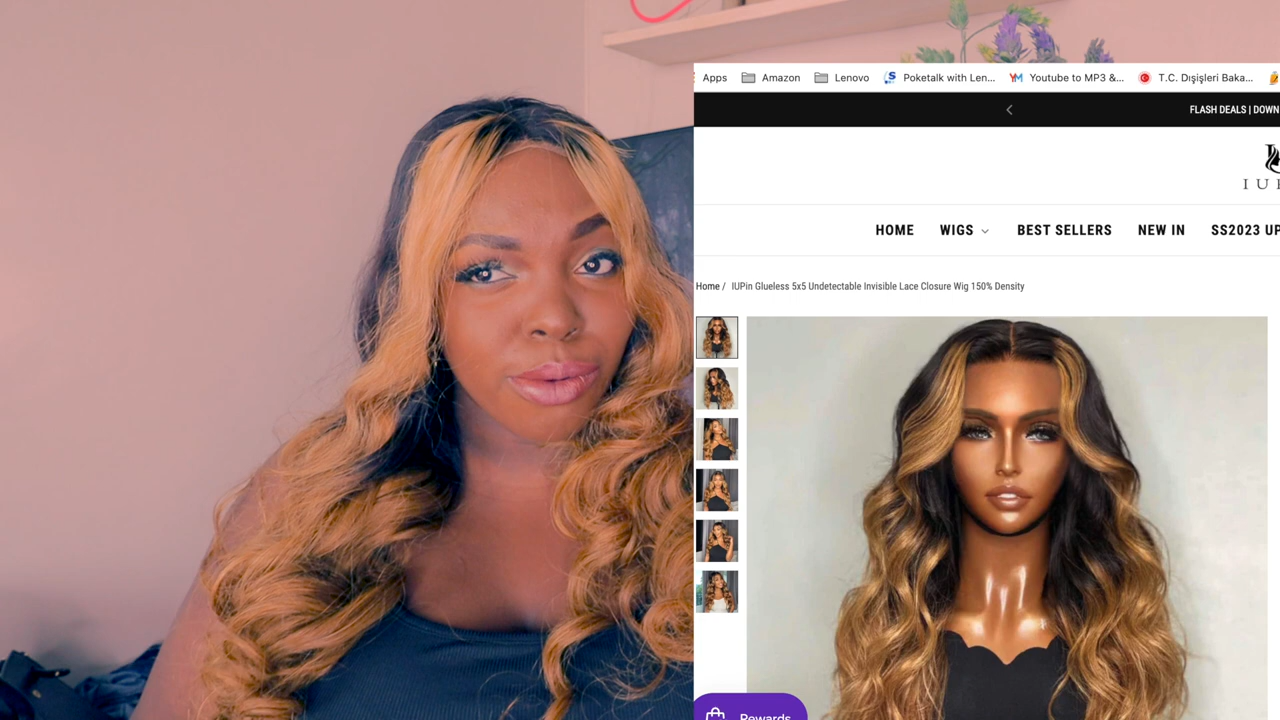 Apps Amazon Lenovo Poketalk with Len... Youtube to MP3 &... T.C. Dışişleri Baka...
FLASH DEALS | DOWN
HOME WIGS BEST SELLERS NEW IN SS2023 UP
Home / IUPin Glueless 5x5 Undetectable Invisible Lace Closure Wig 150% Density
Rewards